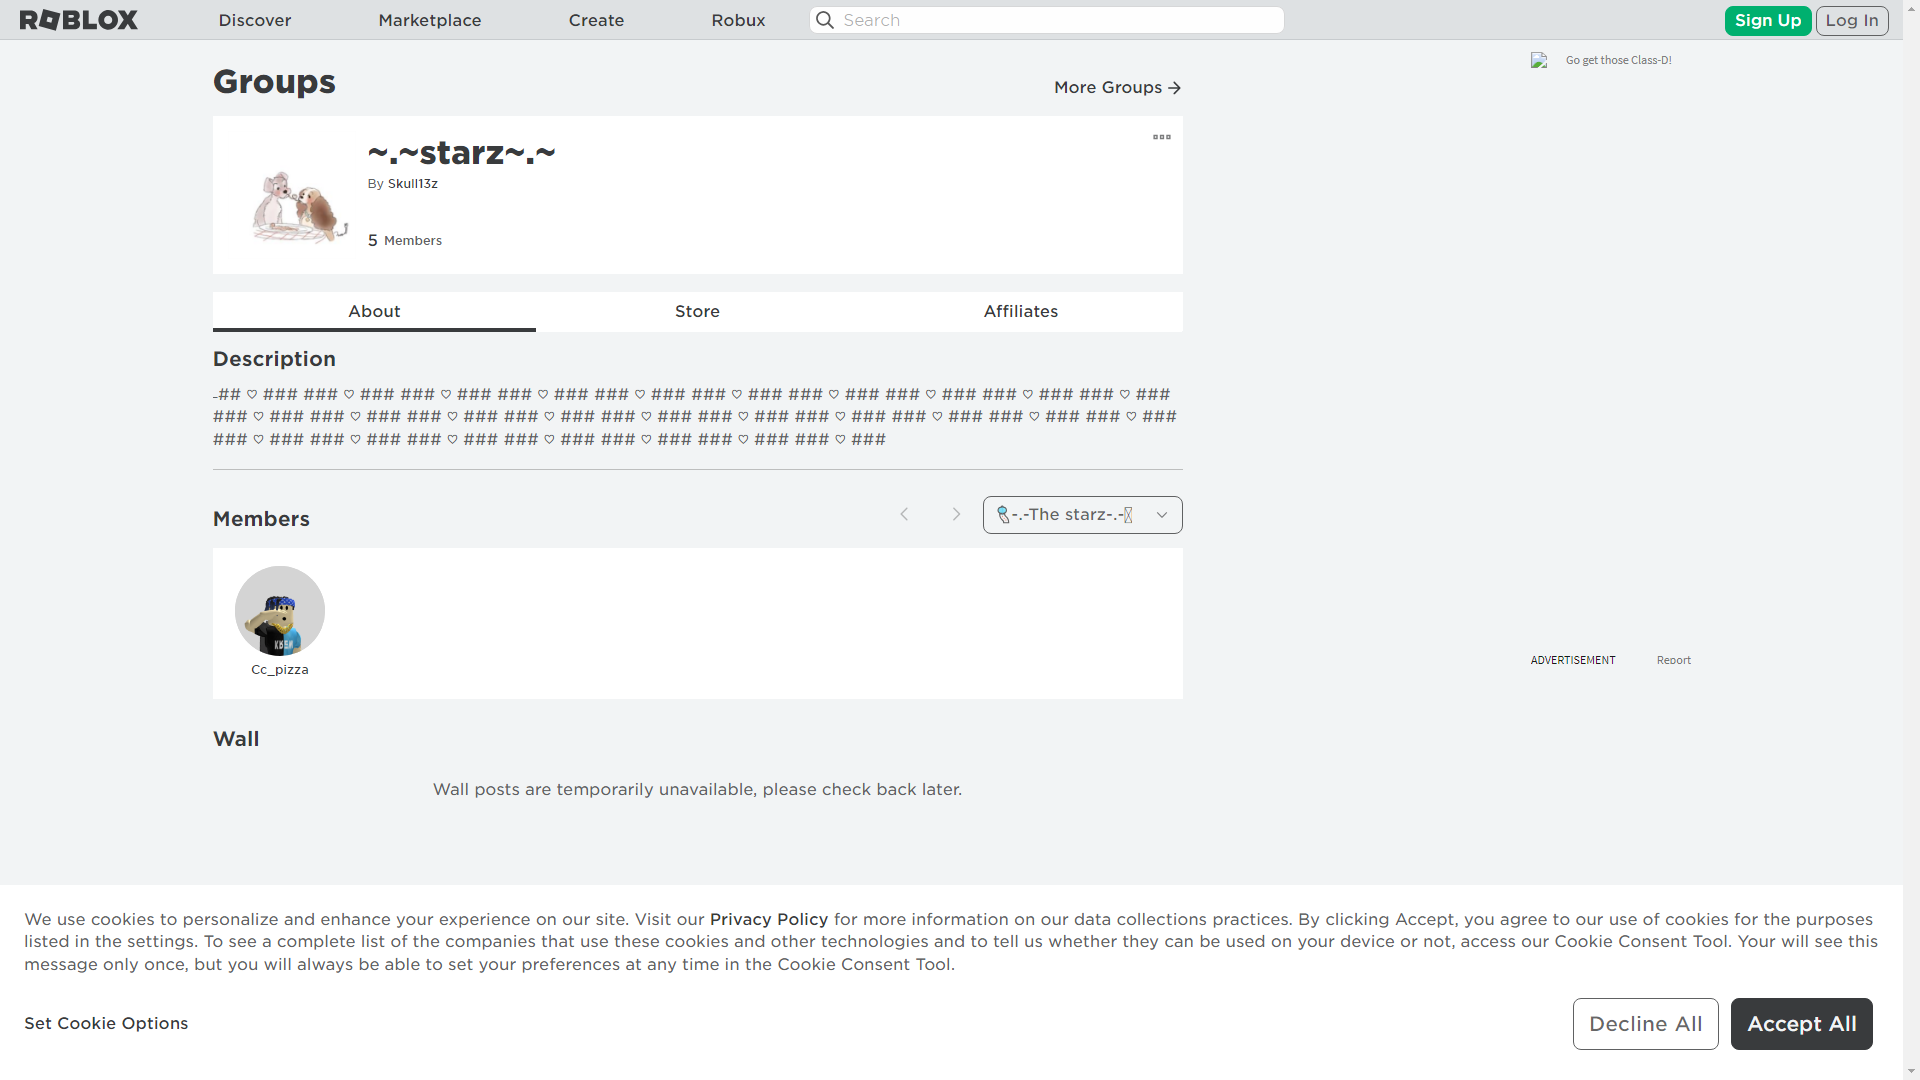 ROBLOX Discover Marketplace Create Robux Search Sign Up Log In
Go get those Class-D!
Groups
More Groups
~.~starz~.~
By Skull13z
5 Members
About Store Affiliates
Description
-## ♡ ### ### ♡ ### ### ♡ ### ### ♡ ### ### ♡ ### ### ♡ ### ### ♡ ### ### ♡ ### ### ♡ ### ### ♡ ###
### ♡ ### ### ♡ ### ### ♡ ### ### ♡ ### ### ♡ ### ### ♡ ### ### ♡ ### ### ♡ ### ### ♡ ### ### ♡ ###
### ♡ ### ### ♡ ### ### ♡ ### ### ♡ ### ### ♡ ### ### ♡ ### ### ♡ ###
Members
-.-The starz-.-
KBSM
Cc_pizza
ADVERTISEMENT Report
Wall
Wall posts are temporarily unavailable, please check back later.
We use cookies to personalize and enhance your experience on our site. Visit our Privacy Policy for more information on our data collections practices. By clicking Accept, you agree to our use of cookies for the purposes
listed in the settings. To see a complete list of the companies that use these cookies and other technologies and to tell us whether they can be used on your device or not, access our Cookie Consent Tool. Your will see this
message only once, but you will always be able to set your preferences at any time in the Cookie Consent Tool.
Set Cookie Options
Decline All
Accept All